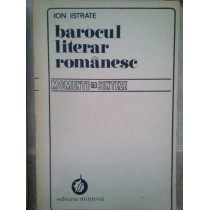 ION ISTRATE
barocul
literar
românesc
MOMENTE ȘI SINTEZE
editura minerva